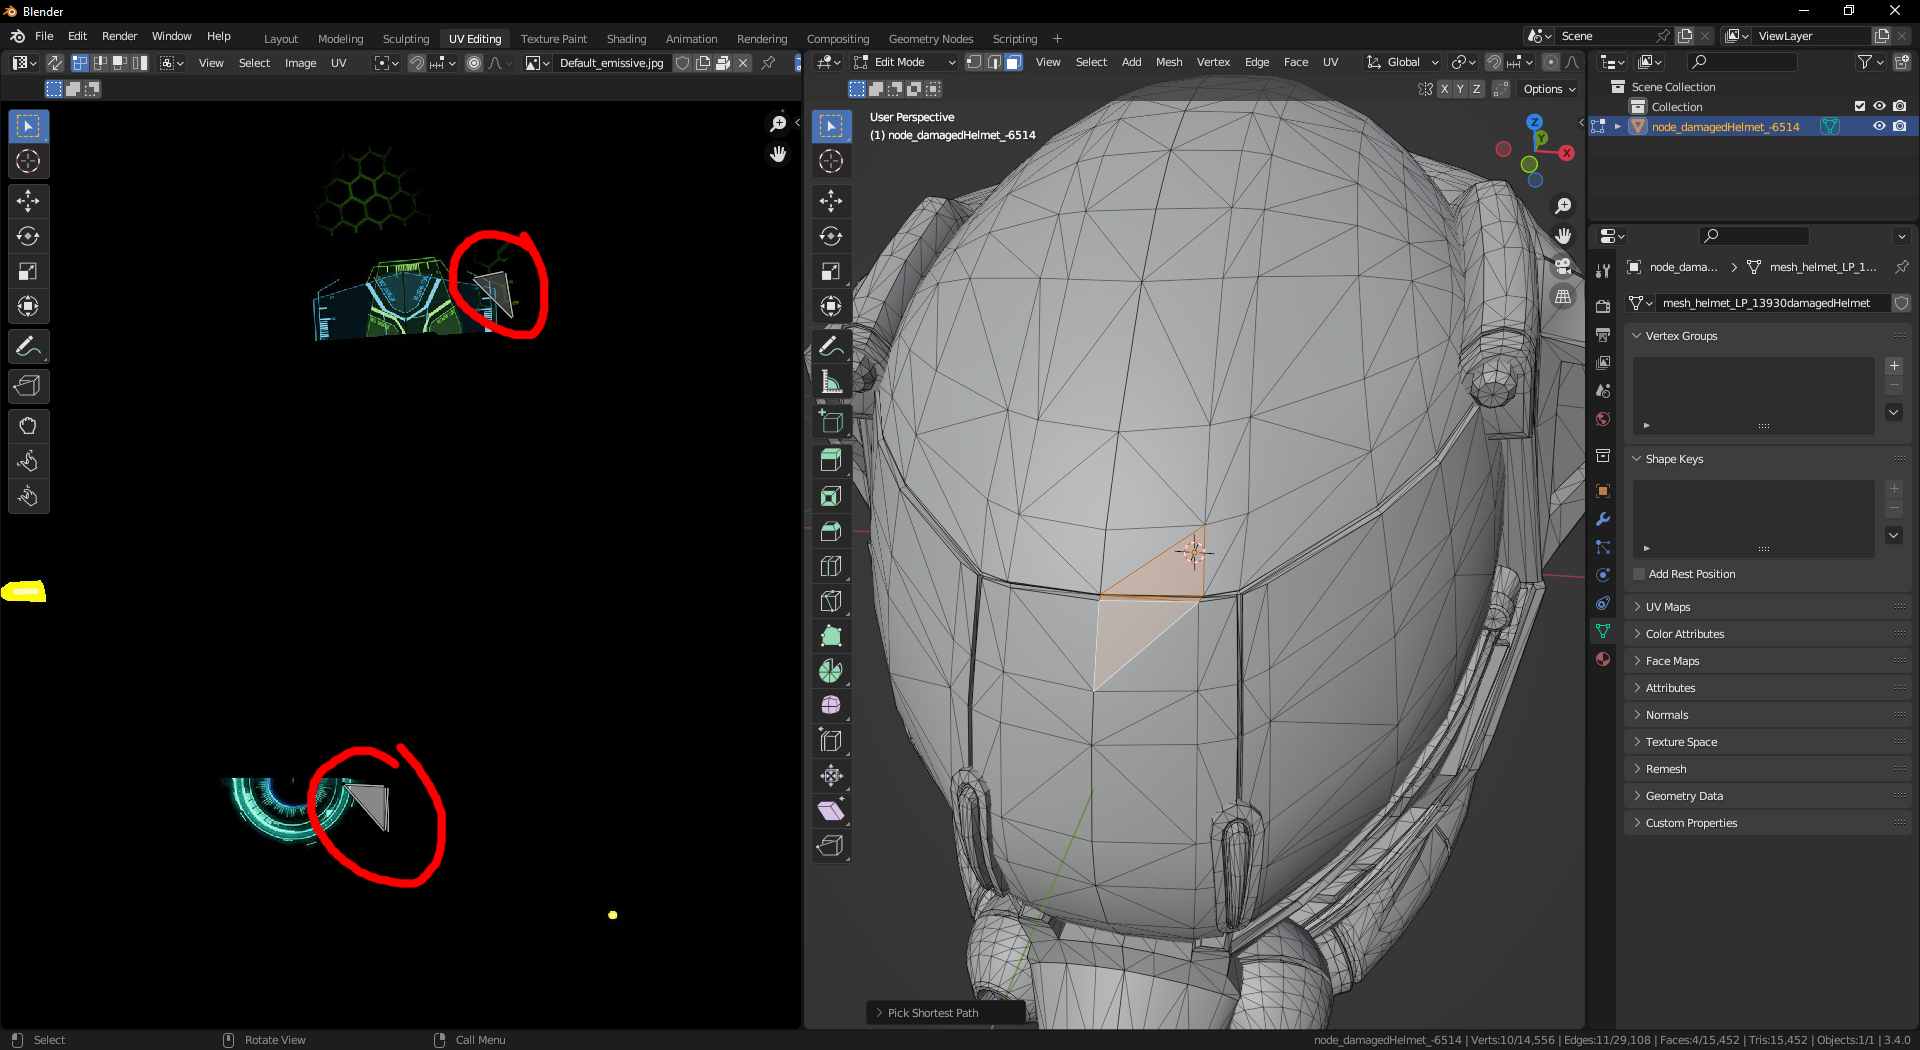 Blender
File Edit Render Window Help Layout Modeling Sculpting UV Editing Texture Paint Shading Animation Rendering Compositing Geometry Nodes Scripting + Scene ViewLayer
View Select Image UV Default_emissive.jpg
Edit Mode View Select Add Mesh Vertex Edge Face UV Global
X Y Z Options
User Perspective
(1) node_damagedHelmet_-6514
Z
Y
X
Pick Shortest Path
Scene Collection
Collection
node_damagedHelmet_-6514
node_dama... mesh_helmet_LP_1...
mesh_helmet_LP_13930damagedHelmet
Vertex Groups
Shape Keys
Add Rest Position
UV Maps
Color Attributes
Face Maps
Attributes
Normals
Texture Space
Remesh
Geometry Data
Custom Properties
Select Rotate View Call Menu node_damagedHelmet_-6514 | Verts:10/14,556 | Edges:11/29,108 | Faces:4/15,452 | Tris:15,452 | Objects:1/1 | 3.4.0